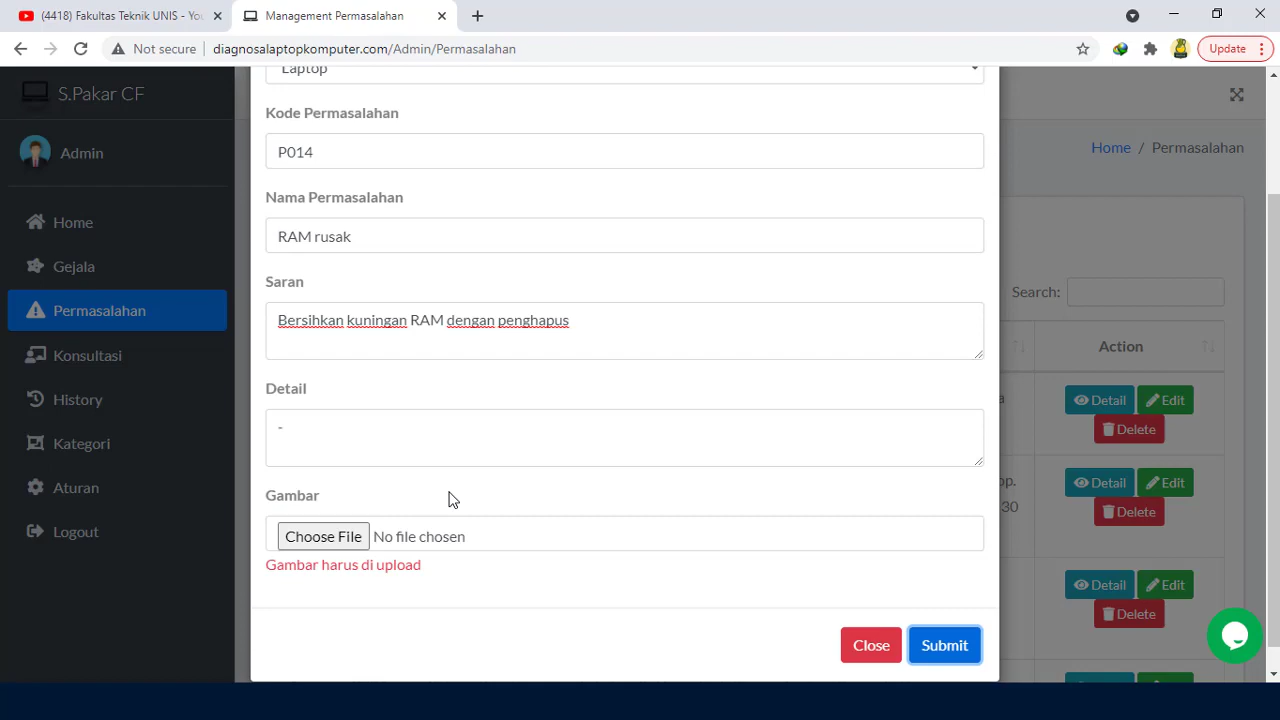 (4418) Fakultas Teknik UNIS - You
Management Permasalahan
Not secure
diagnosalaptopkomputer.com/Admin/Permasalahan
Update
S.Pakar CF
Admin
Home
Gejala
Permasalahan
Konsultasi
History
Kategori
Aturan
Logout
Laptop
Kode Permasalahan
P014
Nama Permasalahan
RAM rusak
Saran
Bersihkan kuningan RAM dengan penghapus
Detail
-
Gambar
Choose File No file chosen
Gambar harus di upload
Close
Submit
Home / Permasalahan
Search:
Action
a
Detail
Edit
Delete
op.
30
Detail
Edit
Delete
Detail
Edit
Delete